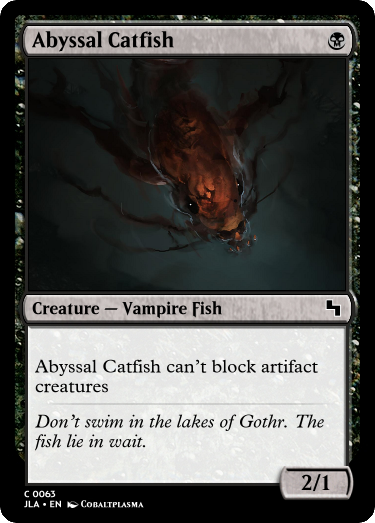 Abyssal Catfish
Creature — Vampire Fish
Abyssal Catfish can't block artifact
creatures
Don't swim in the lakes of Gothr. The
fish lie in wait.
2/1
C 0063
JLA • EN Cobaltplasma